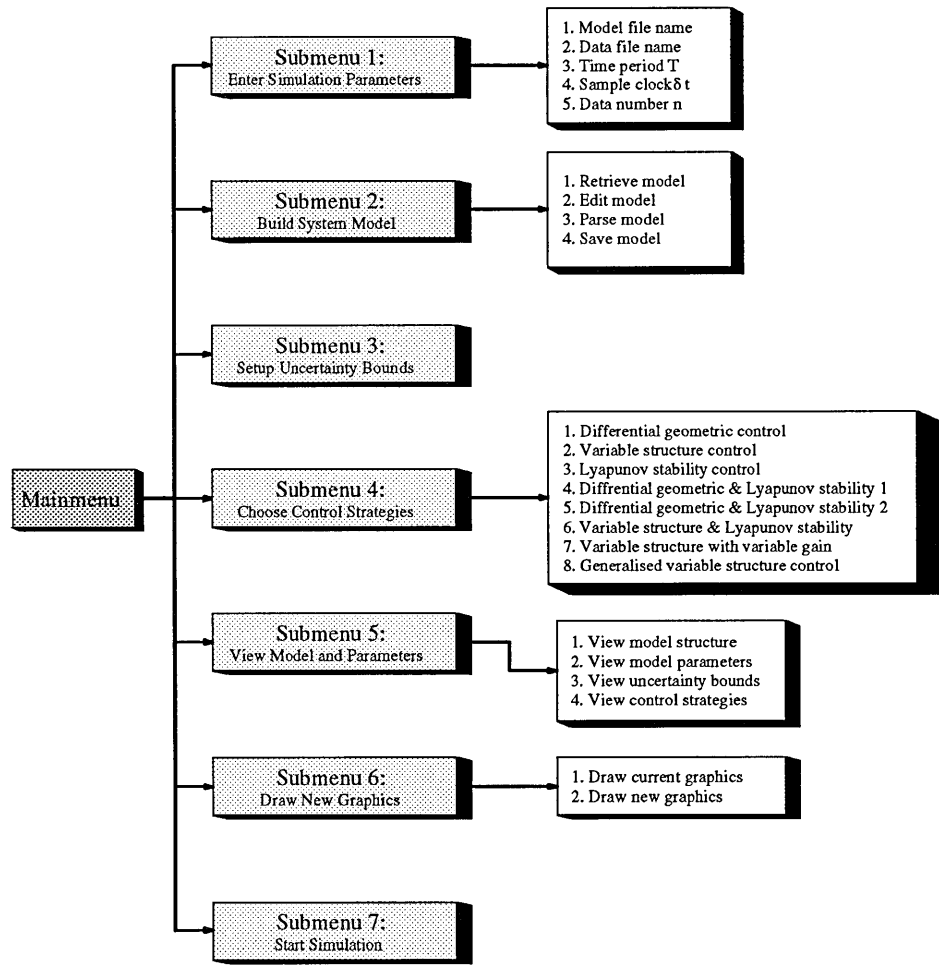 Mainmenu
Submenu 1:
Enter Simulation Parameters
1. Model file name
2. Data file name
3. Time period T
4. Sample clockδ t
5. Data number n
Submenu 2:
Build System Model
1. Retrieve model
2. Edit model
3. Parse model
4. Save model
Submenu 3:
Setup Uncertainty Bounds
Submenu 4:
Choose Control Strategies
1. Differential geometric control
2. Variable structure control
3. Lyapunov stability control
4. Diffrential geometric & Lyapunov stability 1
5. Diffrential geometric & Lyapunov stability 2
6. Variable structure & Lyapunov stability
7. Variable structure with variable gain
8. Generalised variable structure control
Submenu 5:
View Model and Parameters
1. View model structure
2. View model parameters
3. View uncertainty bounds
4. View control strategies
Submenu 6:
Draw New Graphics
1. Draw current graphics
2. Draw new graphics
Submenu 7:
Start Simulation